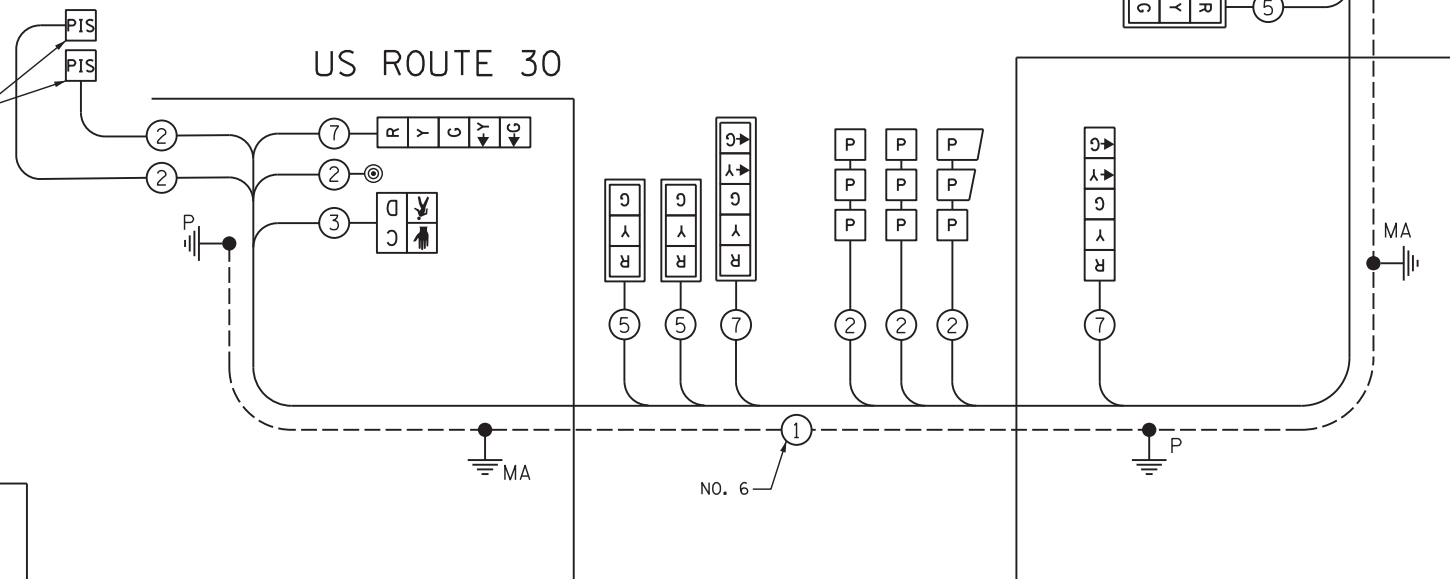 PIS
PIS
G Y R 5
US ROUTE 30
2
2
7 R Y G Y G
2
3 D C
P
G Y R 5
G Y R 5
G Y G Y R 7
P P P 2
P P P 2
P P P 2
G Y G Y R 7
MA
MA
1
P
NO. 6